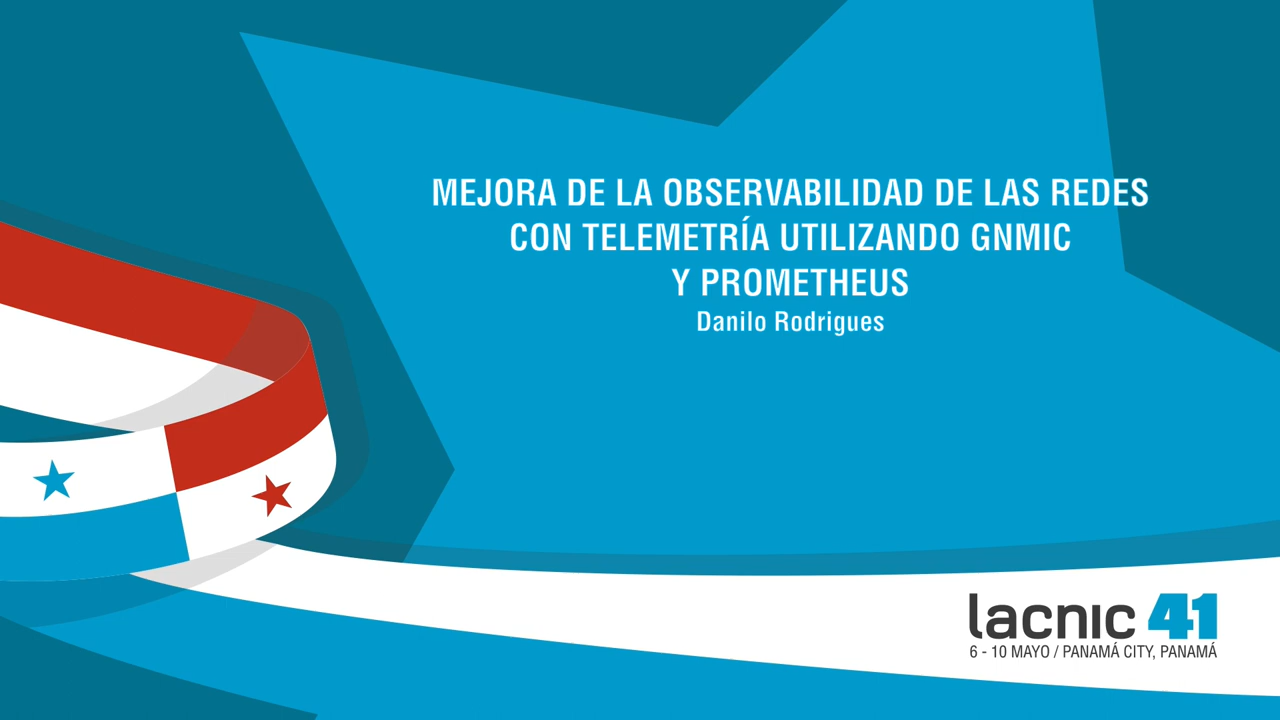 MEJORA DE LA OBSERVABILIDAD DE LAS REDES
CON TELEMETRÍA UTILIZANDO GNMIC
Y PROMETHEUS
Danilo Rodrigues
lacnic 41
6 - 10 MAYO / PANAMÁ CITY, PANAMÁ